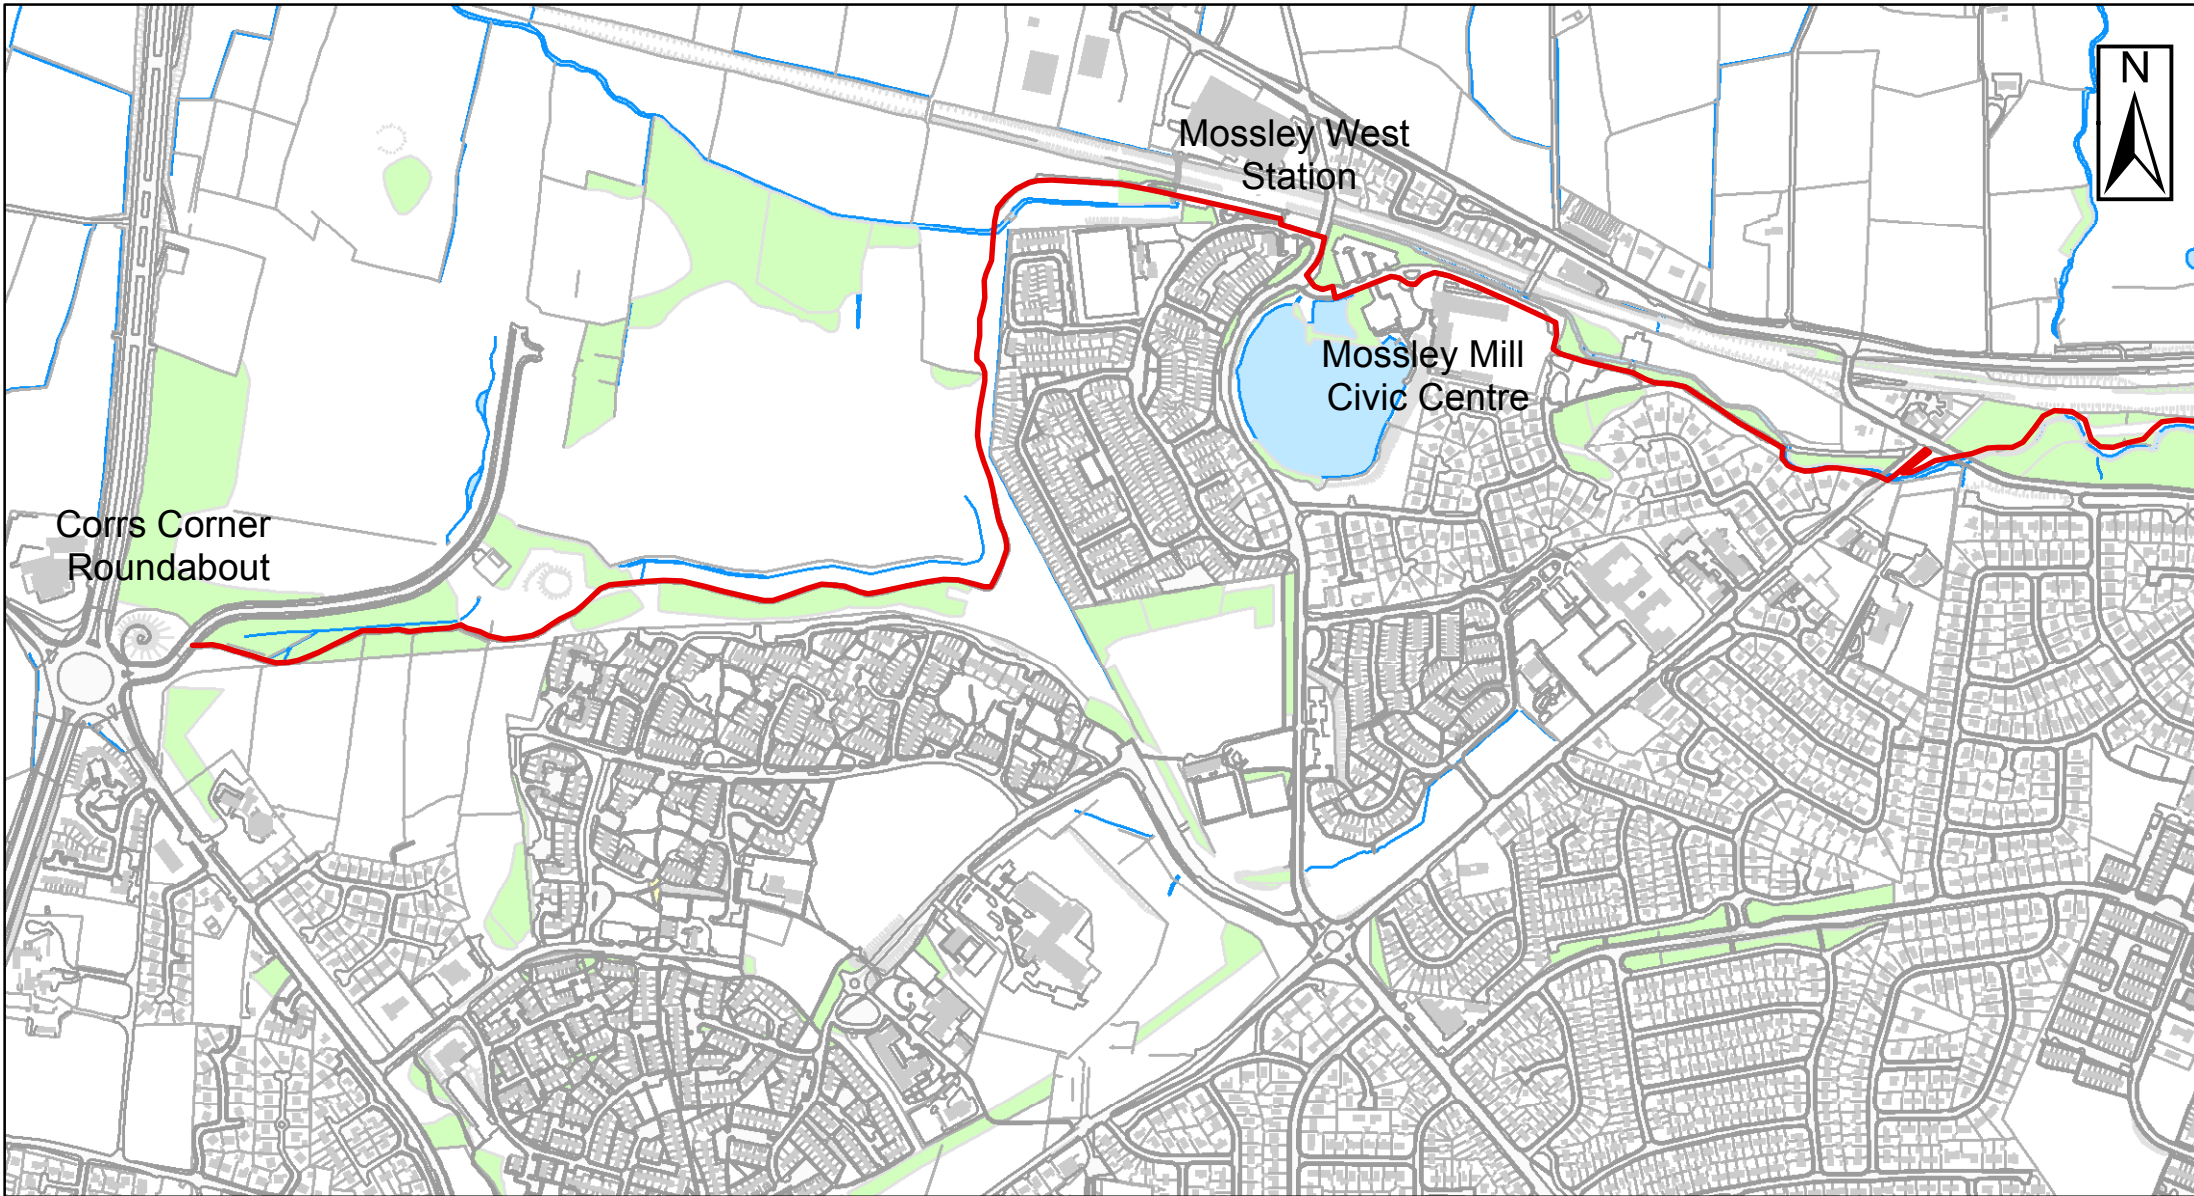 N
Mossley West
Station
Mossley Mill
Civic Centre
Corrs Corner
Roundabout